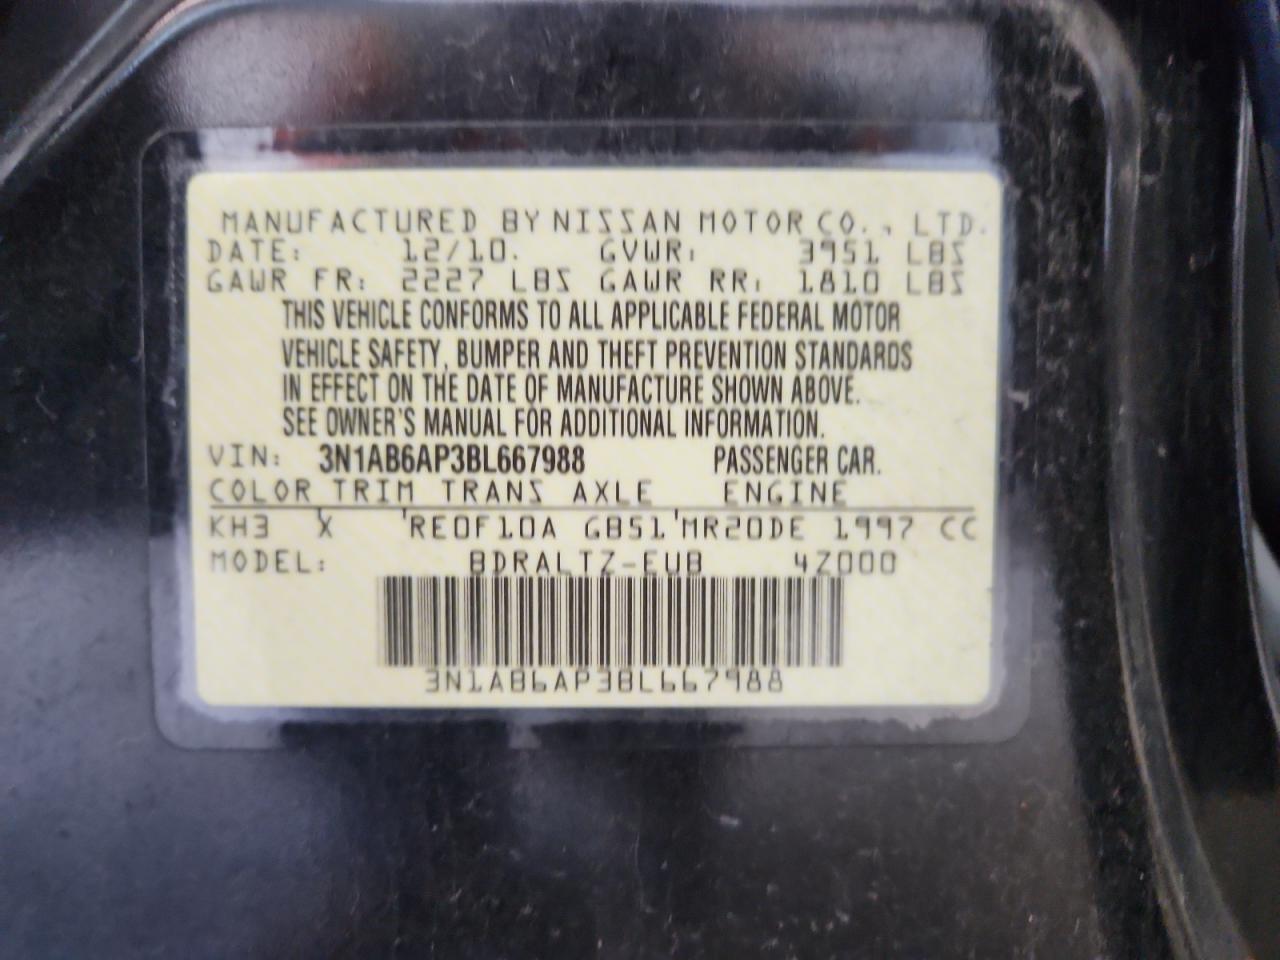 MANUFACTURED BY NISSAN MOTOR CO., LTD.
DATE: 12/10. GVWR: 3951 LBS
GAWR FR: 2227 LBS GAWR RR: 1810 LBS
THIS VEHICLE CONFORMS TO ALL APPLICABLE FEDERAL MOTOR
VEHICLE SAFETY, BUMPER AND THEFT PREVENTION STANDARDS
IN EFFECT ON THE DATE OF MANUFACTURE SHOWN ABOVE.
SEE OWNER'S MANUAL FOR ADDITIONAL INFORMATION.
VIN: 3N1AB6AP3BL667988 PASSENGER CAR.
COLOR TRIM TRANS AXLE ENGINE
KH3 X RE0F10A GB51 MR20DE 1997 CC
MODEL: BDRALTZ-EUB 4Z000
3N1AB6AP3BL667988